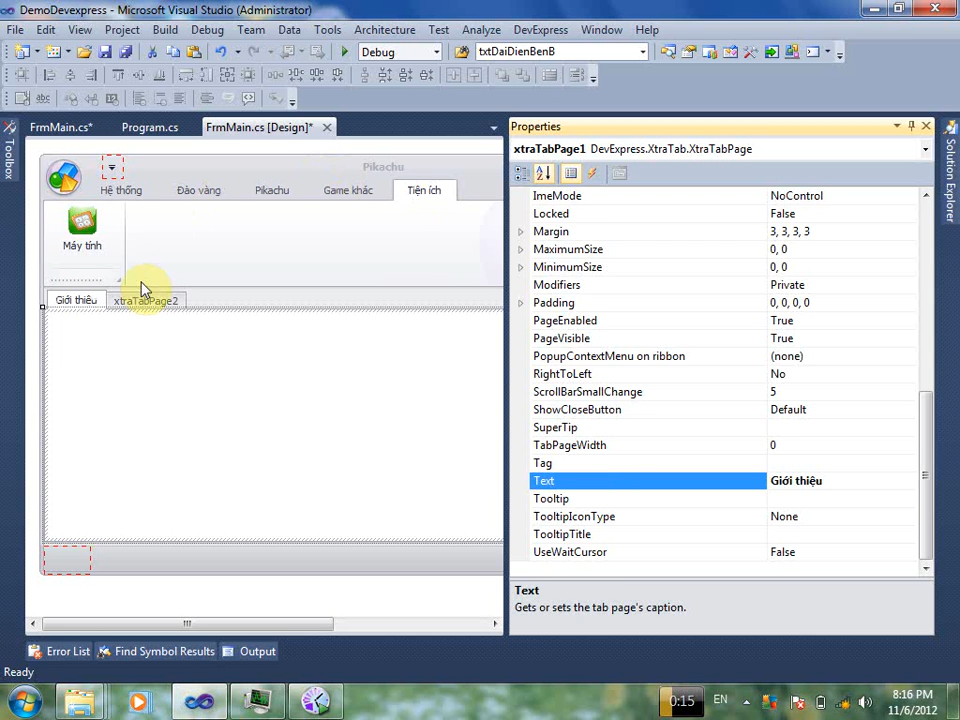 DemoDevexpress - Microsoft Visual Studio (Administrator)
File Edit View Project Build Debug Team Data Tools Architecture Test Analyze DevExpress Window Help
Debug txtDaiDienBenB
abc
FrmMain.cs* Program.cs FrmMain.cs [Design]*
Properties
Toolbox
Solution Explorer
xtraTabPage1 DevExpress.XtraTab.XtraTabPage
Pikachu
Hệ thống Đào vàng Pikachu Game khác Tiện ích
Máy tính
Giới thiệu xtraTabPage2
ImeMode NoControl
Locked False
Margin 3, 3, 3, 3
MaximumSize 0, 0
MinimumSize 0, 0
Modifiers Private
Padding 0, 0, 0, 0
PageEnabled True
PageVisible True
PopupContextMenu on ribbon (none)
RightToLeft No
ScrollBarSmallChange 5
ShowCloseButton Default
SuperTip
TabPageWidth 0
Tag
Text Giới thiệu
Tooltip
TooltipIconType None
TooltipTitle
UseWaitCursor False
Text
Gets or sets the tab page's caption.
Error List Find Symbol Results Output
Ready
0:15 EN 8:16 PM
11/6/2012